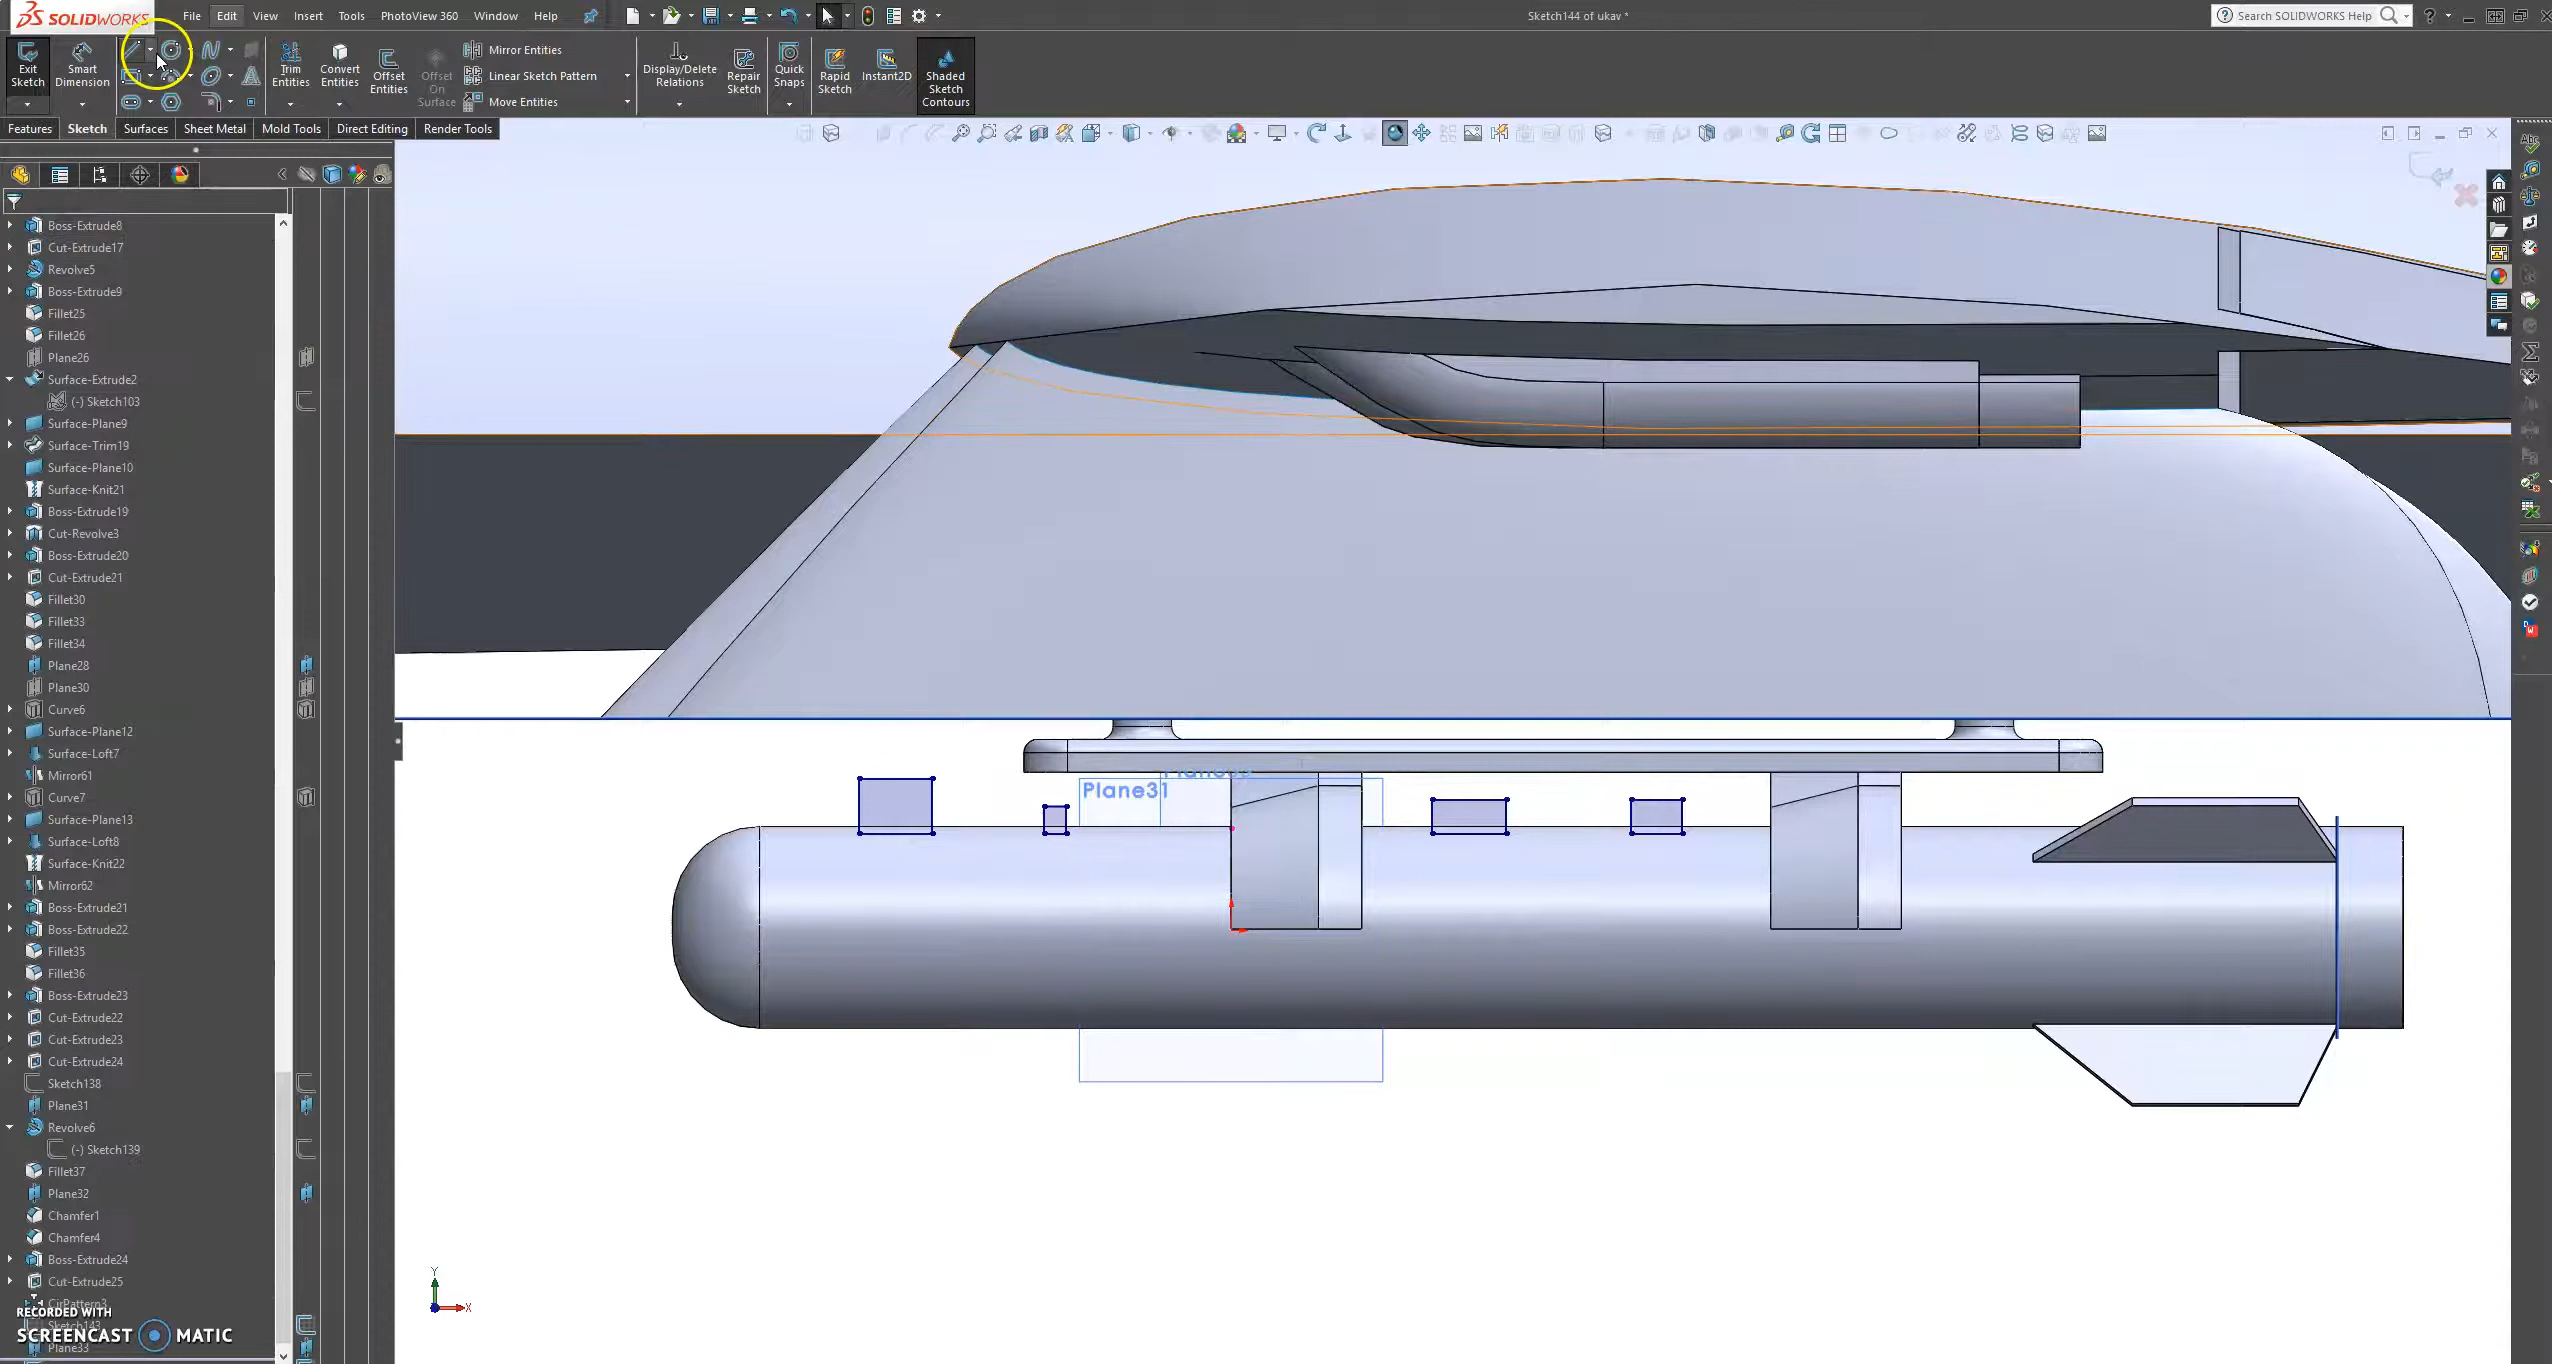 SOLIDWORKS File Edit View Insert Tools PhotoView 360 Window Help Sketch144 of ukav * Search SOLIDWORKS Help
Exit Sketch
Smart Dimension
Trim Entities
Convert Entities
Offset Entities
Offset On Surface
Mirror Entities
Linear Sketch Pattern
Move Entities
Display/Delete Relations
Repair Sketch
Quick Snaps
Rapid Sketch
Instant2D
Shaded Sketch Contours
Features Sketch Surfaces Sheet Metal Mold Tools Direct Editing Render Tools
Boss-Extrude8
Cut-Extrude17
Revolve5
Boss-Extrude9
Fillet25
Fillet26
Plane26
Surface-Extrude2
(-) Sketch103
Surface-Plane9
Surface-Trim19
Surface-Plane10
Surface-Knit21
Boss-Extrude19
Cut-Revolve3
Boss-Extrude20
Cut-Extrude21
Fillet30
Fillet33
Fillet34
Plane28
Plane30
Curve6
Surface-Plane12
Surface-Loft7
Mirror61
Curve7
Surface-Plane13
Surface-Loft8
Surface-Knit22
Mirror62
Boss-Extrude21
Boss-Extrude22
Fillet35
Fillet36
Boss-Extrude23
Cut-Extrude22
Cut-Extrude23
Cut-Extrude24
Sketch138
Plane31
Revolve6
(-) Sketch139
Fillet37
Plane32
Chamfer1
Chamfer4
Boss-Extrude24
Cut-Extrude25
CirPattern3
Sketch143
Plane33
RECORDED WITH
SCREENCAST MATIC
Plane31
Y
X